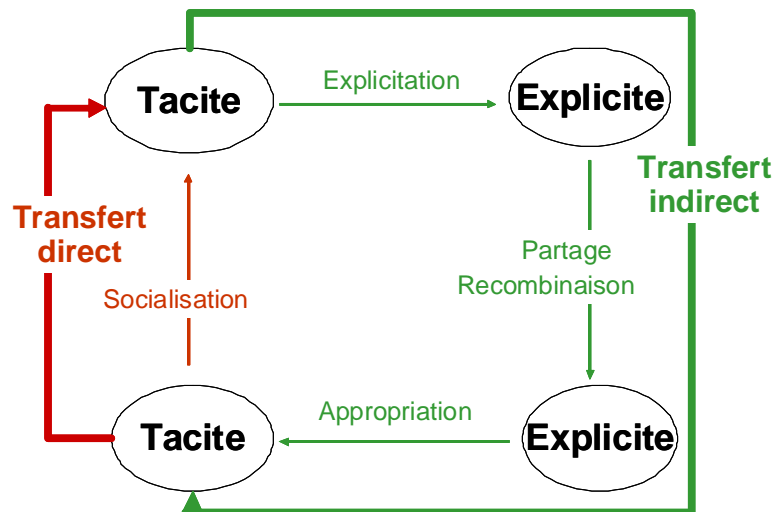 Explicitation
Tacite
Explicite
Transfert
indirect
Transfert
direct
Partage
Recombinaison
Socialisation
Appropriation
Tacite
Explicite